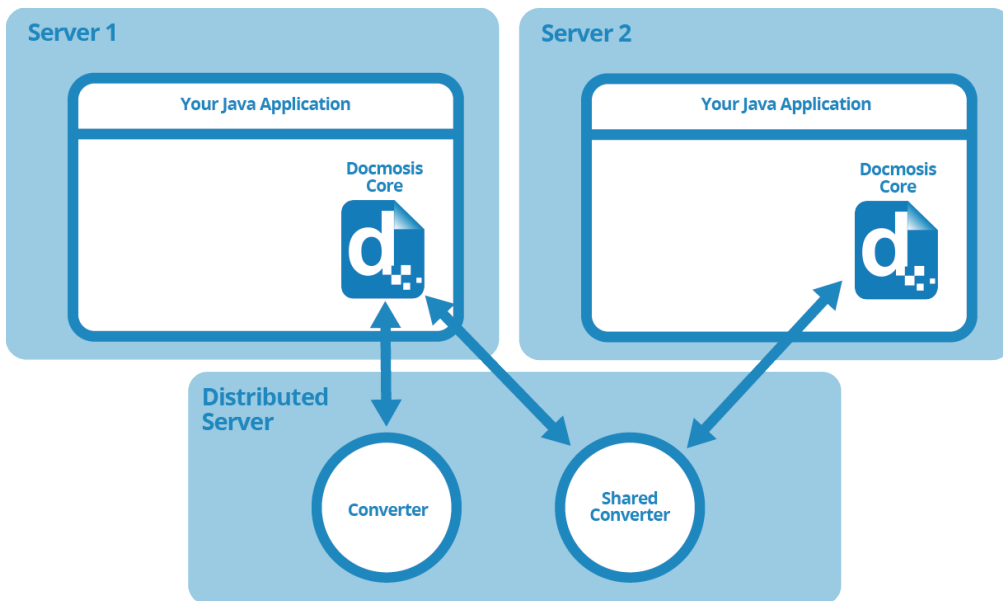 Server 1
Your Java Application
Docmosis
Core
d
Server 2
Your Java Application
Docmosis
Core
d
Distributed
Server
Converter
Shared
Converter